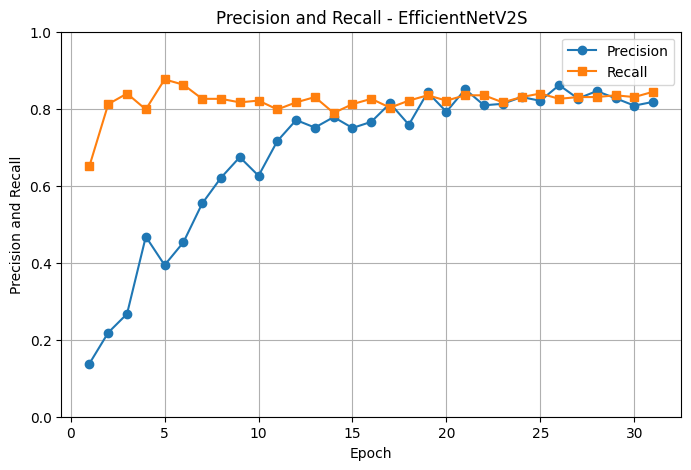 Precision and Recall - EfficientNetV2S
Precision
Recall
Precision and Recall
1.0
0.8
0.6
0.4
0.2
0.0
0 5 10 15 20 25 30
Epoch